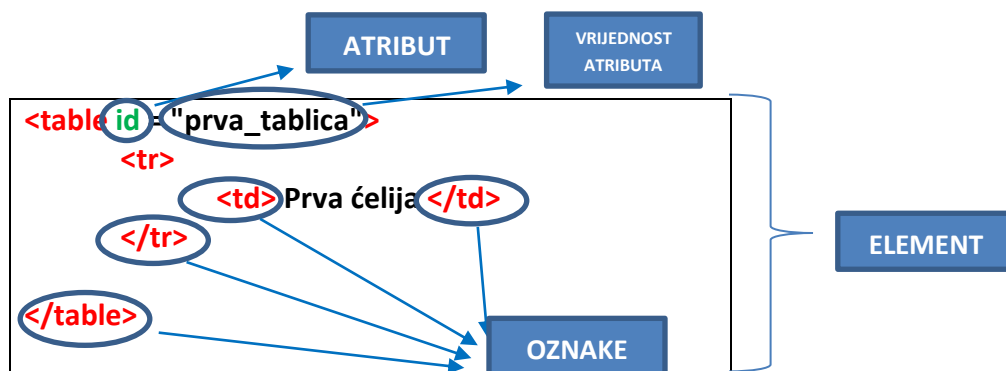 ATRIBUT
VRIJEDNOST
ATRIBUTA
<table id = "prva_tablica">
<tr>
<td> Prva ćelija </td>
</tr>
ELEMENT
</table>
OZNAKE